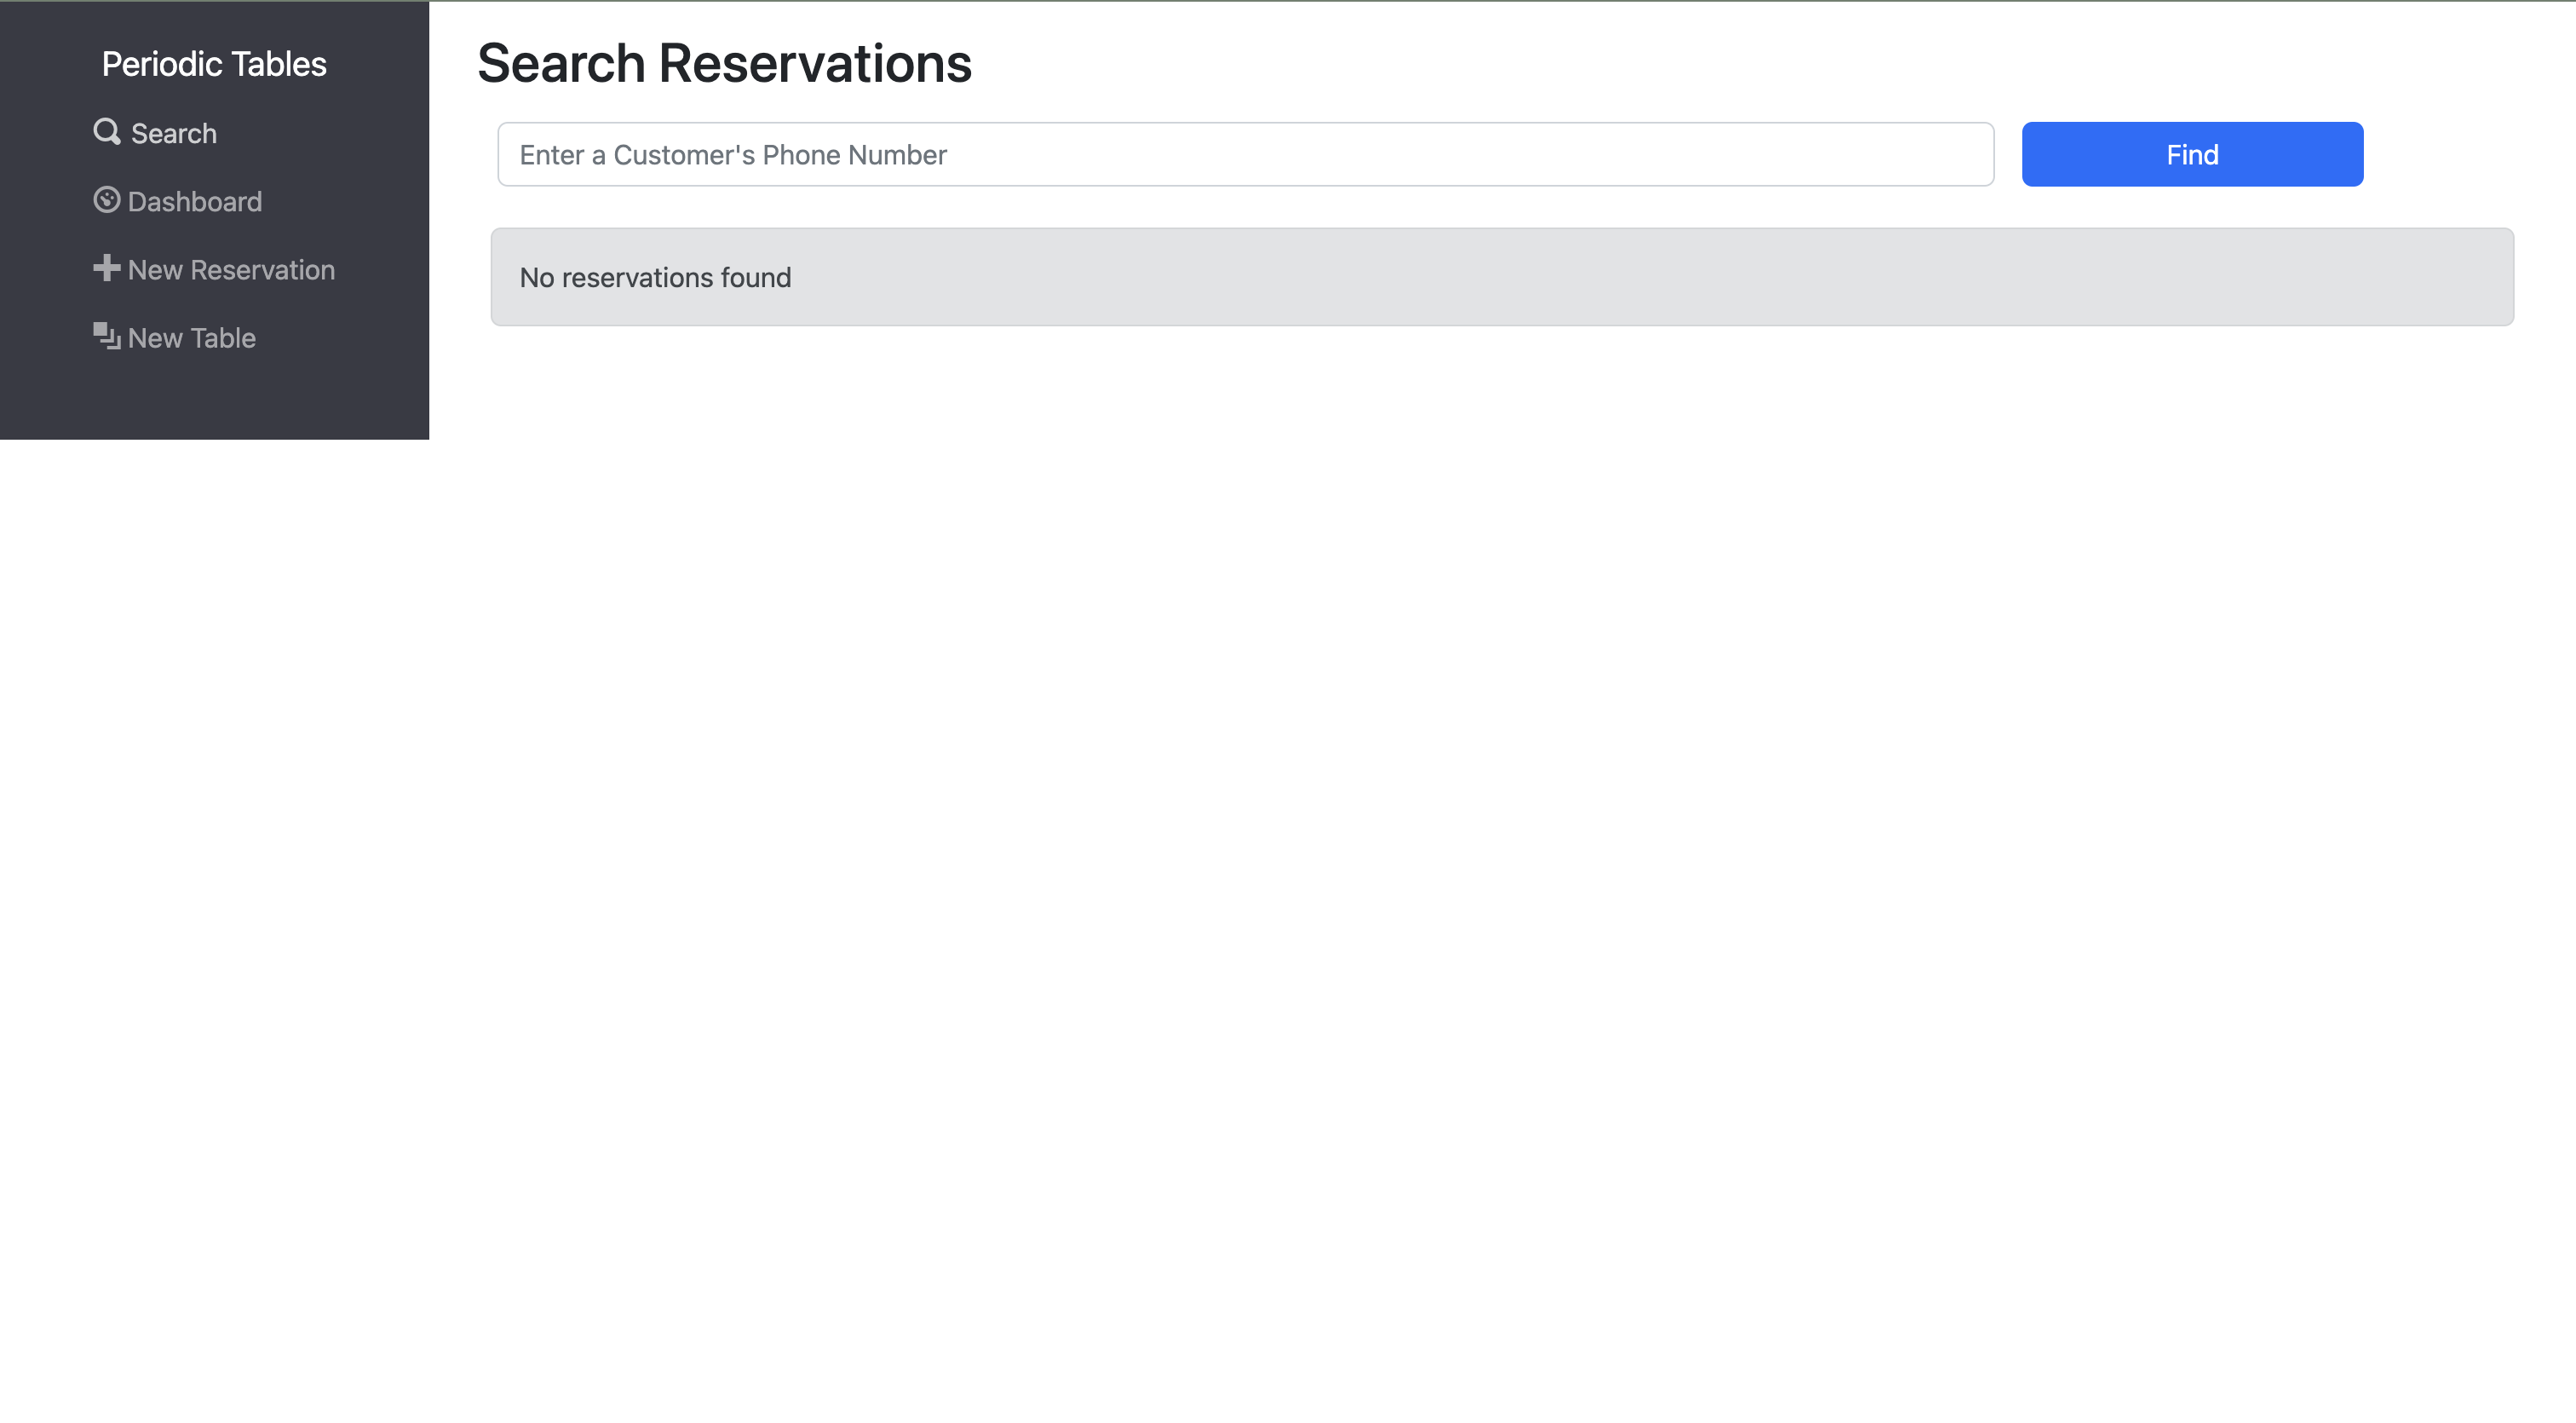 Periodic Tables
Search
Dashboard
New Reservation
New Table
Search Reservations
Enter a Customer's Phone Number
Find
No reservations found